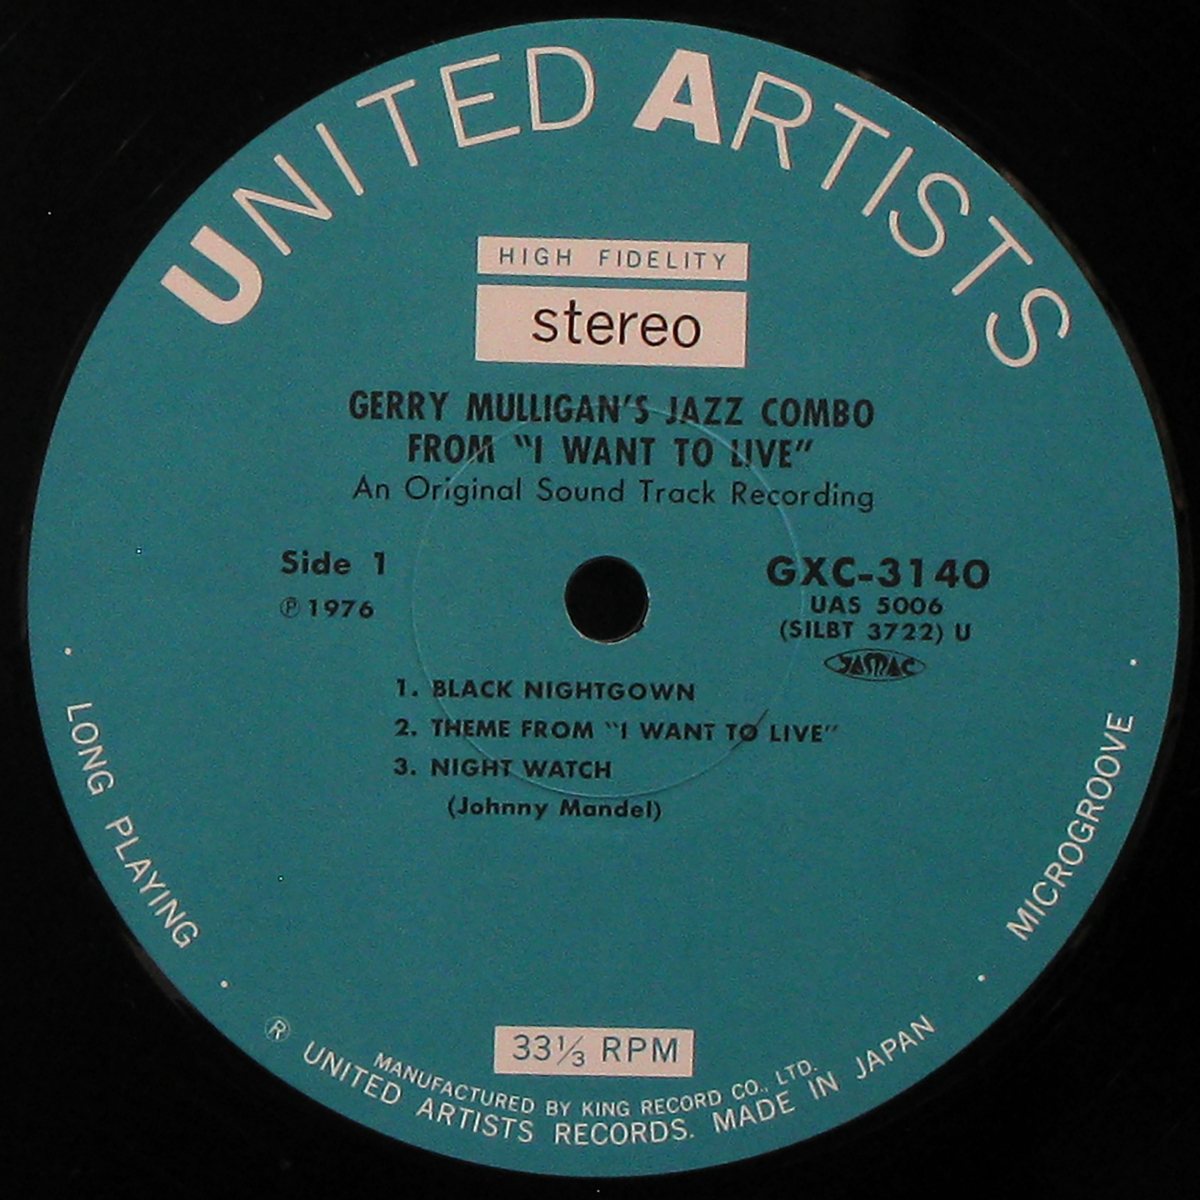 UNITED ARTISTS
HIGH FIDELITY
stereo
GERRY MULLIGAN'S JAZZ COMBO
FROM "I WANT TO LIVE"
An Original Sound Track Recording
Side 1
Ⓟ 1976
GXC-3140
UAS 5006
(SILBT 3722) U
JASRAC
1. BLACK NIGHTGOWN
2. THEME FROM "I WANT TO LIVE"
3. NIGHT WATCH
(Johnny Mandel)
· LONG PLAYING ·
· MICROGROOVE ·
33⅓ RPM
MANUFACTURED BY KING RECORD CO., LTD.
® UNITED ARTISTS RECORDS. MADE IN JAPAN